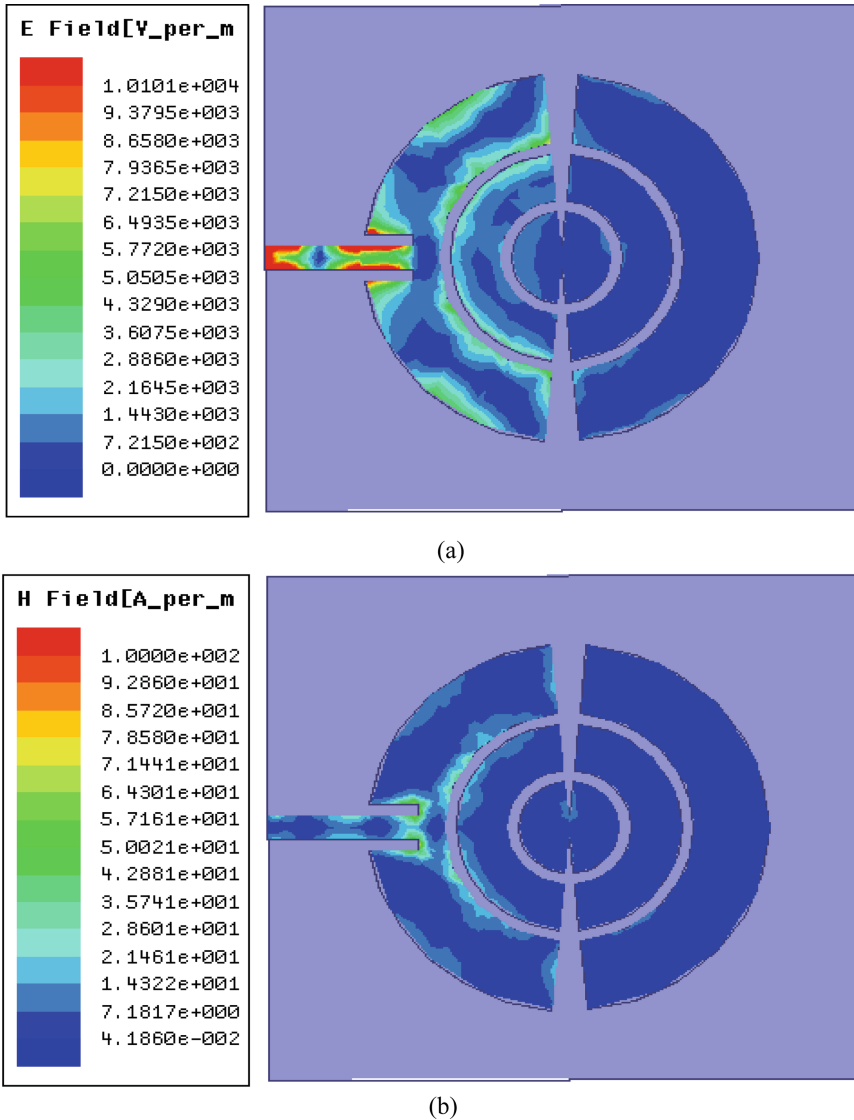 E Field[V_per_m
1.0101e+004
9.3795e+003
8.6580e+003
7.9365e+003
7.2150e+003
6.4935e+003
5.7720e+003
5.0505e+003
4.3290e+003
3.6075e+003
2.8860e+003
2.1645e+003
1.4430e+003
7.2150e+002
0.0000e+000
(a)
H Field[A_per_m
1.0000e+002
9.2860e+001
8.5720e+001
7.8580e+001
7.1441e+001
6.4301e+001
5.7161e+001
5.0021e+001
4.2881e+001
3.5741e+001
2.8601e+001
2.1461e+001
1.4322e+001
7.1817e+000
4.1860e-002
(b)